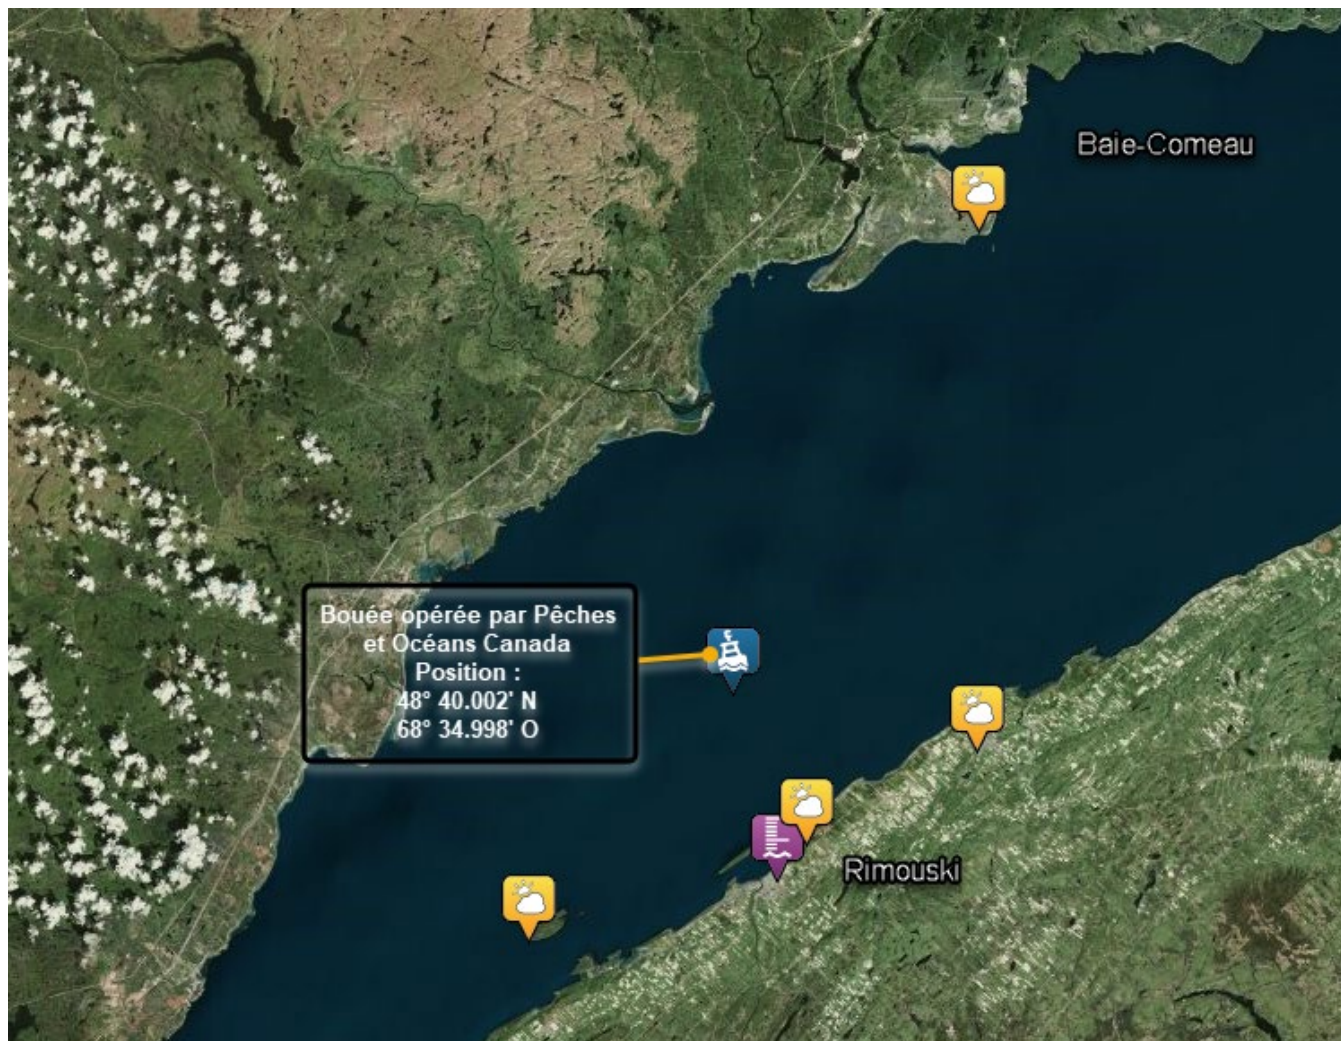 Baie-Comeau
Bouée opérée par Pêches
et Océans Canada
Position :
48° 40.002' N
68° 34.998' O
Rimouski